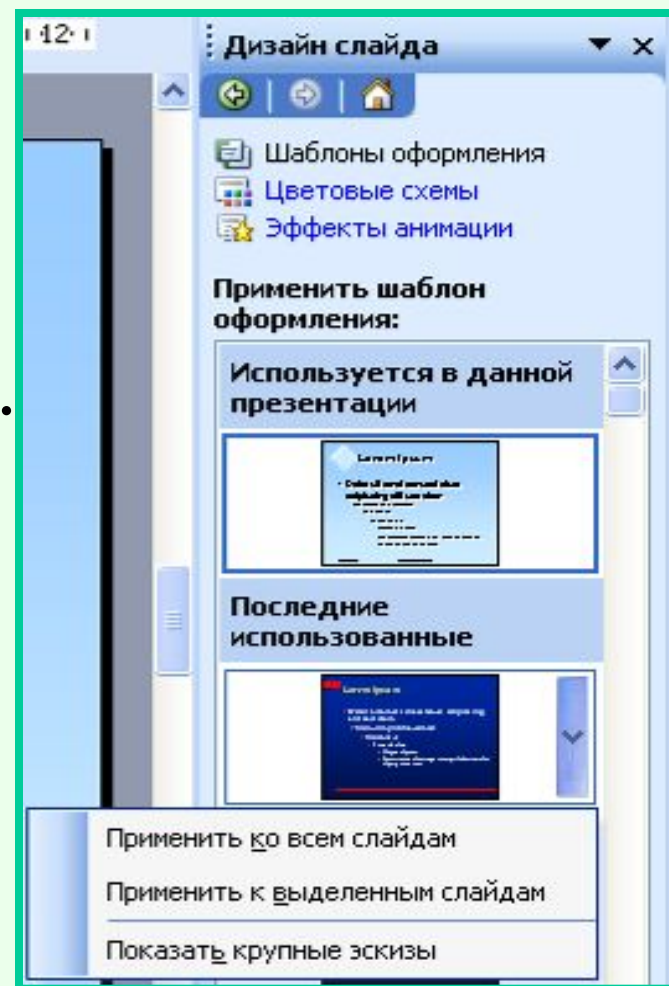 12
Дизайн слайда
Шаблоны оформления
Цветовые схемы
Эффекты анимации
Применить шаблон
оформления:
Используется в данной
презентации
Последние
использованные
Применить ко всем слайдам
Применить к выделенным слайдам
Показать крупные эскизы